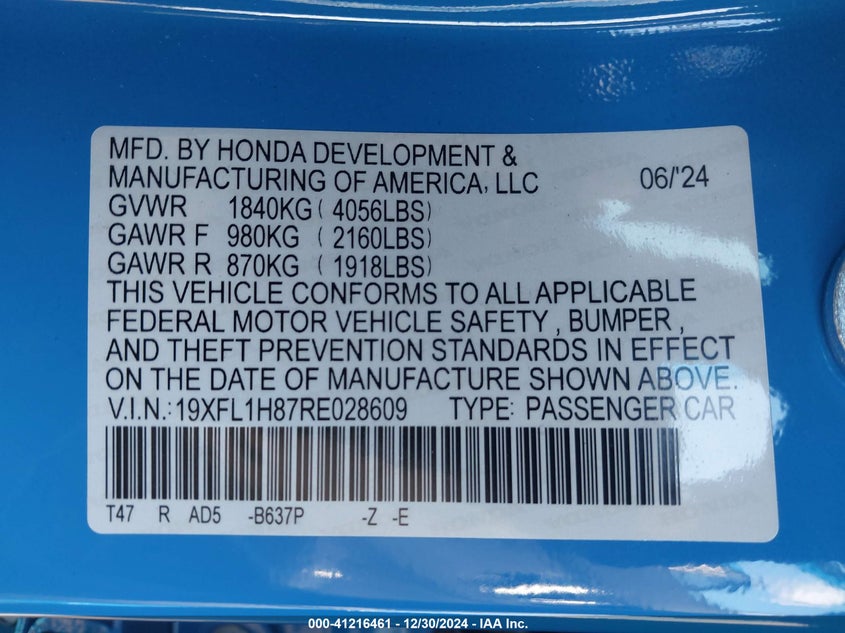 MFD. BY HONDA DEVELOPMENT &
MANUFACTURING OF AMERICA, LLC 06/'24
GVWR 1840KG ( 4056LBS)
GAWR F 980KG ( 2160LBS)
GAWR R 870KG ( 1918LBS)
THIS VEHICLE CONFORMS TO ALL APPLICABLE
FEDERAL MOTOR VEHICLE SAFETY , BUMPER ,
AND THEFT PREVENTION STANDARDS IN EFFECT
ON THE DATE OF MANUFACTURE SHOWN ABOVE.
V.I.N.: 19XFL1H87RE028609 TYPE: PASSENGER CAR
T47 R AD5 -B637P -Z -E
000-41216461 - 12/30/2024 - IAA Inc.